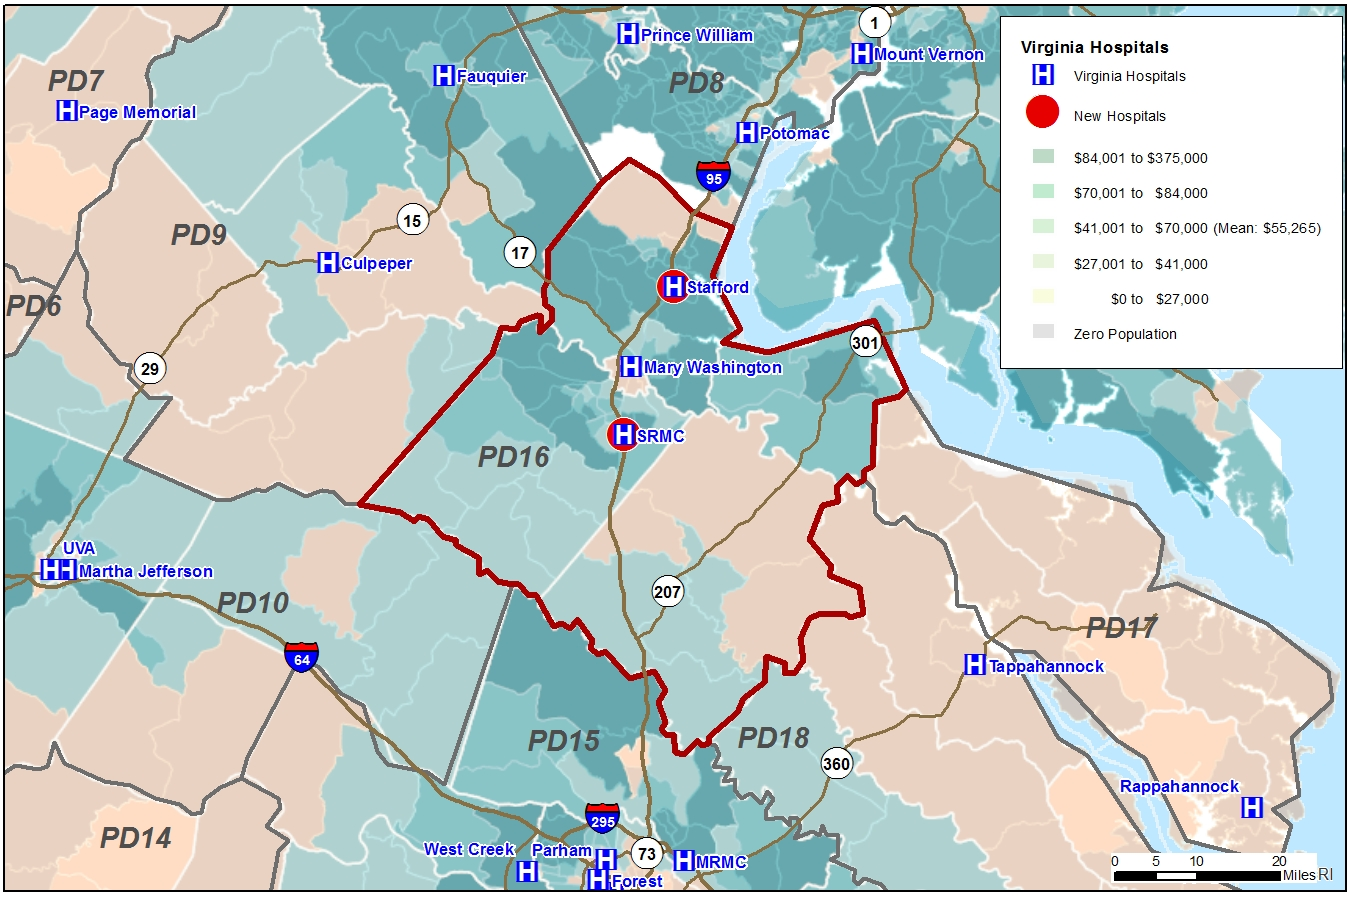 1
Prince William
Mount Vernon
PD7
Fauquier
PD8
Page Memorial
Potomac
95
15
PD9
17
Culpeper
Stafford
PD6
301
29
Mary Washington
SRMC
PD16
UVA
Martha Jefferson
207
PD10
PD17
64
Tappahannock
PD15
PD18
360
Rappahannock
295
PD14
West Creek
Parham
73
MRMC
Forest
Virginia Hospitals
H Virginia Hospitals
New Hospitals
$84,001 to $375,000
$70,001 to $84,000
$41,001 to $70,000 (Mean: $55,265)
$27,001 to $41,000
$0 to $27,000
Zero Population
0 5 10 20
Miles RI